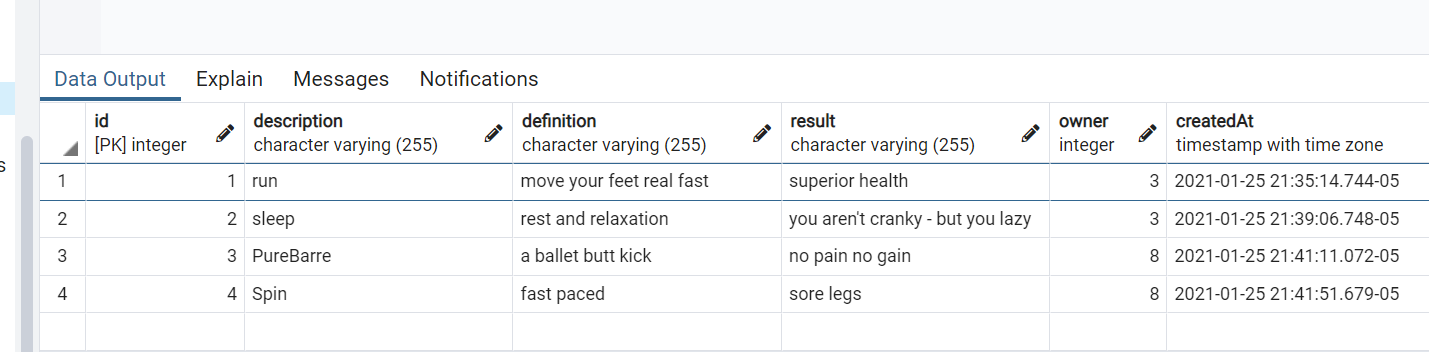 Data Output Explain Messages Notifications
id description definition result owner createdAt
[PK] integer character varying (255) character varying (255) character varying (255) integer timestamp with time zone
1 1 run move your feet real fast superior health 3 2021-01-25 21:35:14.744-05
2 2 sleep rest and relaxation you aren't cranky - but you lazy 3 2021-01-25 21:39:06.748-05
3 3 PureBarre a ballet butt kick no pain no gain 8 2021-01-25 21:41:11.072-05
4 4 Spin fast paced sore legs 8 2021-01-25 21:41:51.679-05